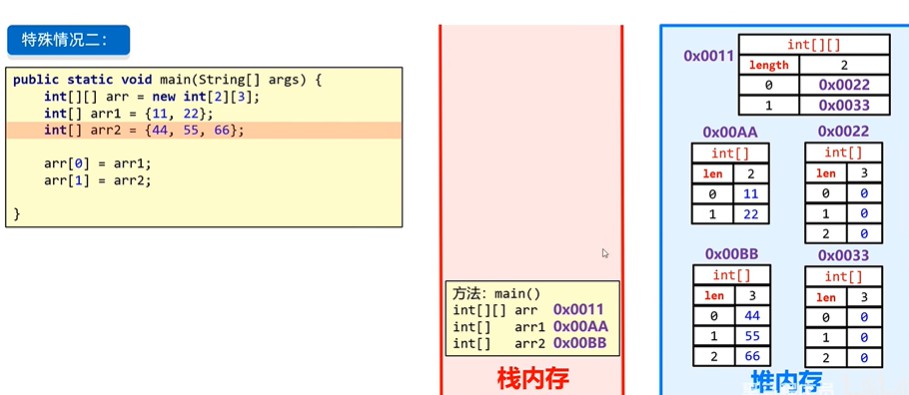 特殊情况二：
public static void main(String[] args) {
int[][] arr = new int[2][3];
int[] arr1 = {11, 22};
int[] arr2 = {44, 55, 66};
arr[0] = arr1;
arr[1] = arr2;
}
方法：main()
int[][] arr 0x0011
int[] arr1 0x00AA
int[] arr2 0x00BB
栈内存
0x0011
int[][]
length 2
0 0x0022
1 0x0033
0x00AA
int[]
len 2
0 11
1 22
0x0022
int[]
len 3
0 0
1 0
2 0
0x00BB
int[]
len 3
0 44
1 55
2 66
0x0033
int[]
len 3
0 0
1 0
2 0
堆内存